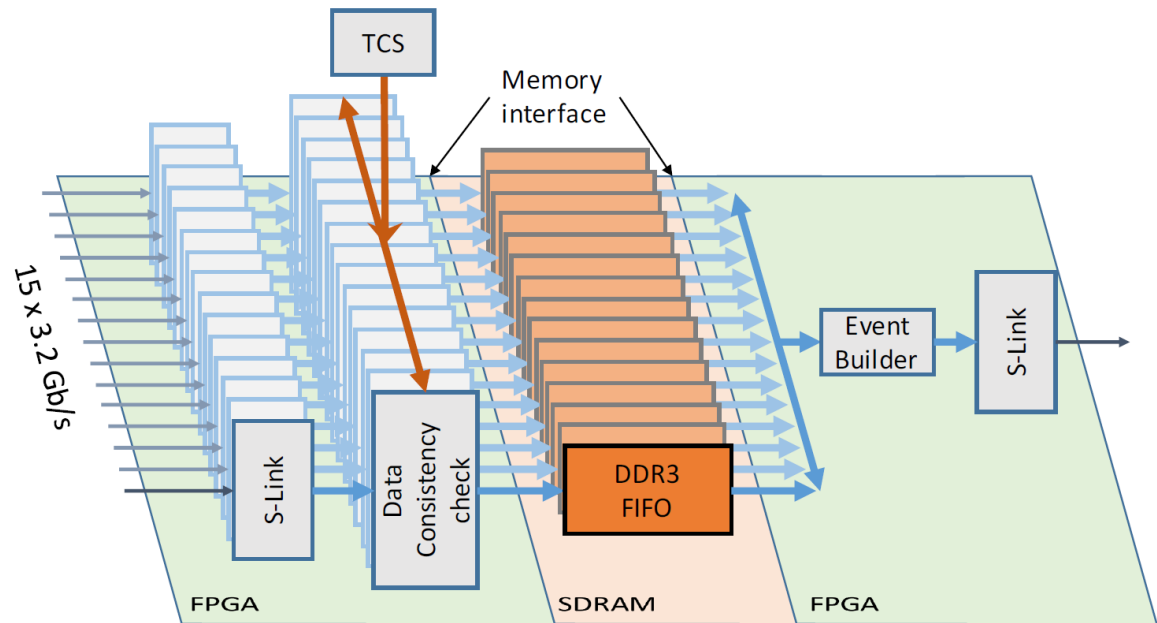 TCS
Memory
interface
15 x 3.2 Gb/s
S-Link
Data
Consistency
check
DDR3
FIFO
Event
Builder
S-Link
FPGA
SDRAM
FPGA